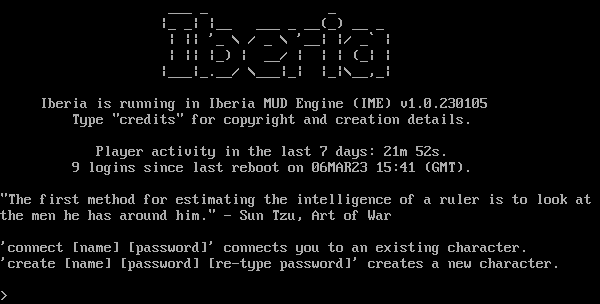 Iberia
Iberia is running in Iberia MUD Engine (IME) v1.0.230105
Type "credits" for copyright and creation details.
Player activity in the last 7 days: 21m 52s.
9 logins since last reboot on 06MAR23 15:41 (GMT).
"The first method for estimating the intelligence of a ruler is to look at
the men he has around him." - Sun Tzu, Art of War
'connect [name] [password]' connects you to an existing character.
'create [name] [password] [re-type password]' creates a new character.
>